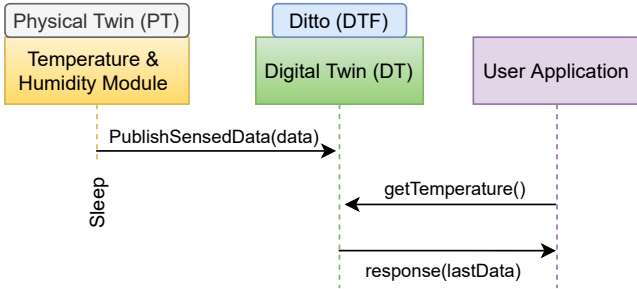 Physical Twin (PT)
Ditto (DTF)
Temperature &
Humidity Module
Digital Twin (DT)
User Application
PublishSensedData(data)
Sleep
getTemperature()
response(lastData)